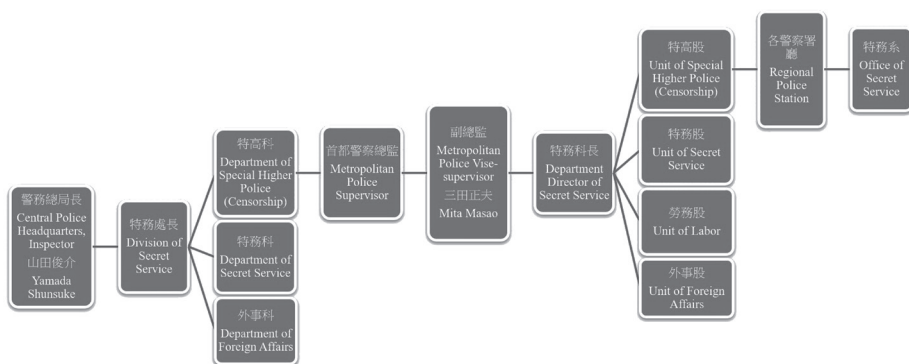 警務總局長
Central Police
Headquarters,
Inspector
山田俊介
Yamada
Shunsuke
特務處長
Division of
Secret
Service
特高科
Department of
Special Higher
Police
(Censorship)
特務科
Department of
Secret Service
外事科
Department of
Foreign Affairs
首都警察總監
Metropolitan
Police
Supervisor
副總監
Metropolitan
Police Vise-
supervisor
三田正夫
Mita Masao
特務科長
Department
Director of
Secret Service
特高股
Unit of Special
Higher Police
(Censorship)
特務股
Unit of Secret
Service
勞務股
Unit of Labor
外事股
Unit of Foreign
Affairs
各警察署
廳
Regional
Police
Station
特務系
Office of
Secret
Service